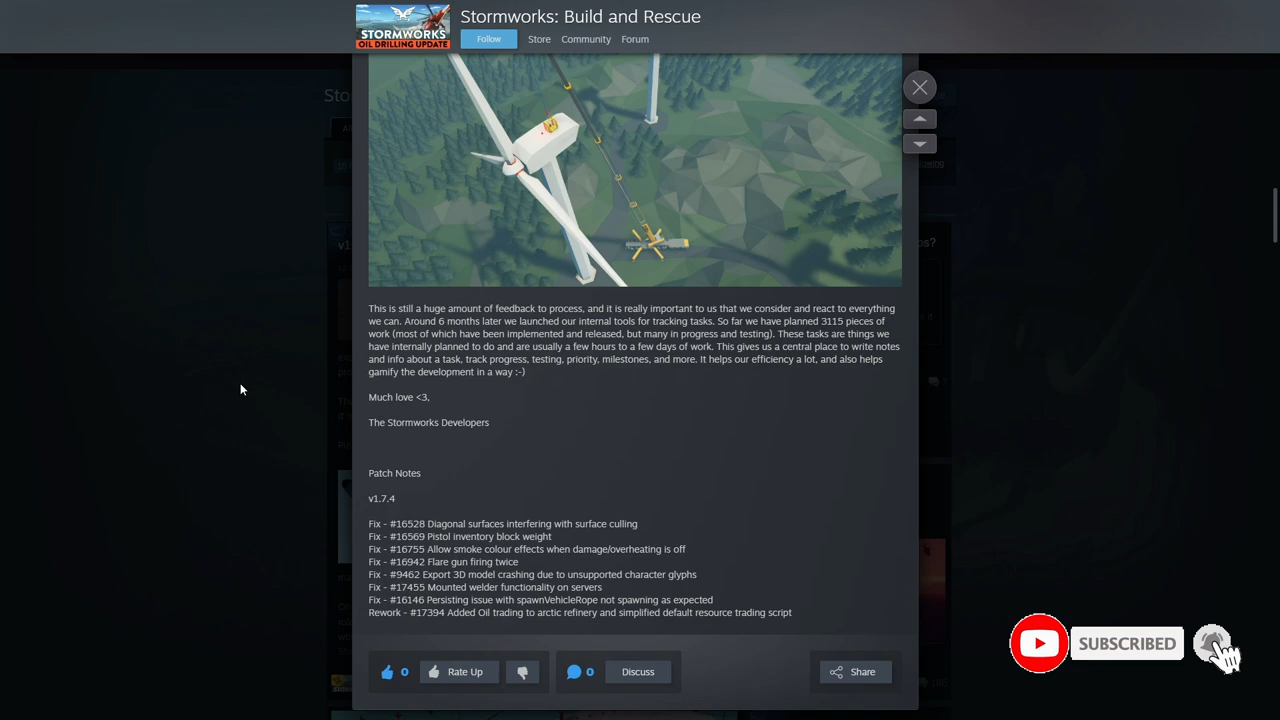 STORMWORKS
OIL DRILLING UPDATE
Stormworks: Build and Rescue
Follow
Store
Community
Forum
This is still a huge amount of feedback to process, and it is really important to us that we consider and react to everything
we can. Around 6 months later we launched our internal tools for tracking tasks. So far we have planned 3115 pieces of
work (most of which have been implemented and released, but many in progress and testing). These tasks are things we
have internally planned to do and are usually a few hours to a few days of work. This gives us a central place to write notes
and info about a task, track progress, testing, priority, milestones, and more. It helps our efficiency a lot, and also helps
gamify the development in a way :-)
Much love <3,
The Stormworks Developers
Patch Notes
v1.7.4
Fix - #16528 Diagonal surfaces interfering with surface culling
Fix - #16569 Pistol inventory block weight
Fix - #16755 Allow smoke colour effects when damage/overheating is off
Fix - #16942 Flare gun firing twice
Fix - #9462 Export 3D model crashing due to unsupported character glyphs
Fix - #17455 Mounted welder functionality on servers
Fix - #16146 Persisting issue with spawnVehicleRope not spawning as expected
Rework - #17394 Added Oil trading to arctic refinery and simplified default resource trading script
0
Rate Up
0
Discuss
Share
SUBSCRIBED